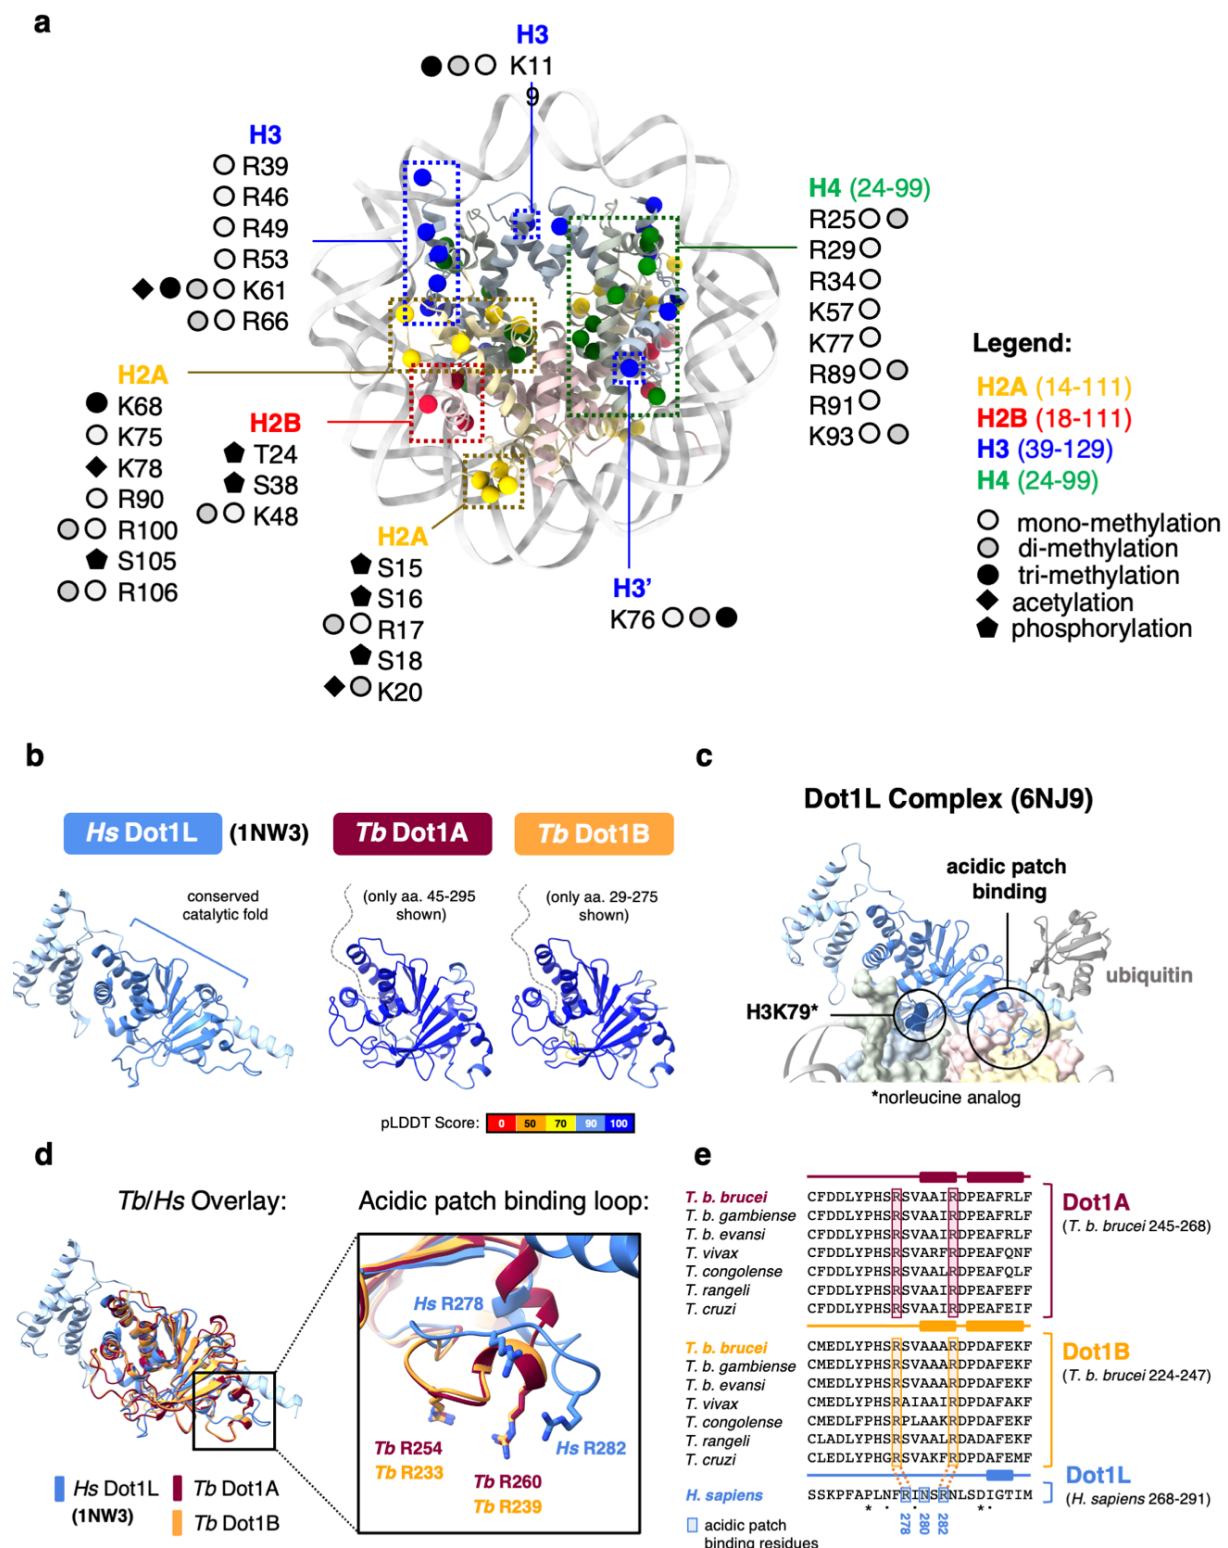 a
H3
K11
9
H3
R39
R46
R49
R53
K61
R66
H2A
K68
K75
K78
R90
R100
S105
R106
H2B
T24
S38
K48
H2A
S15
S16
R17
S18
K20
H3’
K76
H4 (24-99)
R25
R29
R34
K57
K77
R89
R91
K93
Legend:
H2A (14-111)
H2B (18-111)
H3 (39-129)
H4 (24-99)
mono-methylation
di-methylation
tri-methylation
acetylation
phosphorylation
b
Hs Dot1L (1NW3)
Tb Dot1A
Tb Dot1B
conserved
catalytic fold
(only aa. 45-295
shown)
(only aa. 29-275
shown)
pLDDT Score: 0 50 70 90 100
c
Dot1L Complex (6NJ9)
acidic patch
binding
ubiquitin
H3K79*
*norleucine analog
d
Tb/Hs Overlay:
Acidic patch binding loop:
Hs R278
Tb R254
Tb R233
Hs R282
Tb R260
Tb R239
Hs Dot1L
(1NW3)
Tb Dot1A
Tb Dot1B
e
T. b. brucei CFDDLYPHSRSVAAIRDPEAFRLF
T. b. gambiense CFDDLYPHSRSVAAIRDPEAFRLF
T. b. evansi CFDDLYPHSRSVAAIRDPEAFRLF
T. vivax CFDDLYPHSRSVARFRDPEAFQNF
T. congolense CFDDLYPHSRSVAALRDPEAFQLF
T. rangeli CFDDLYPHSRSVAAIRDPEAFEFF
T. cruzi CFDDLYPHSRSVAAIRDPEAFEIF
Dot1A
(T. b. brucei 245-268)
T. b. brucei CMEDLYPHSRSVAAARDPDAFEKF
T. b. gambiense CMEDLYPHSRSVAAARDPDAFEKF
T. b. evansi CMEDLYPHSRSVAAARDPDAFEKF
T. vivax CMEDLYPHSRAIAAIRDPDAFAKF
T. congolense CMEDLFPHSRPLAAKRDPDAFEKF
T. rangeli CLADLYPHSRSVAALRDADAFEKF
T. cruzi CLEDLYPHGRSVAKFRDPDAFEMF
Dot1B
(T. b. brucei 224-247)
H. sapiens SSKPFAPLNFRINSRNLSDIGTIM
Dot1L
(H. sapiens 268-291)
* . . *.
278 280 282
acidic patch
binding residues